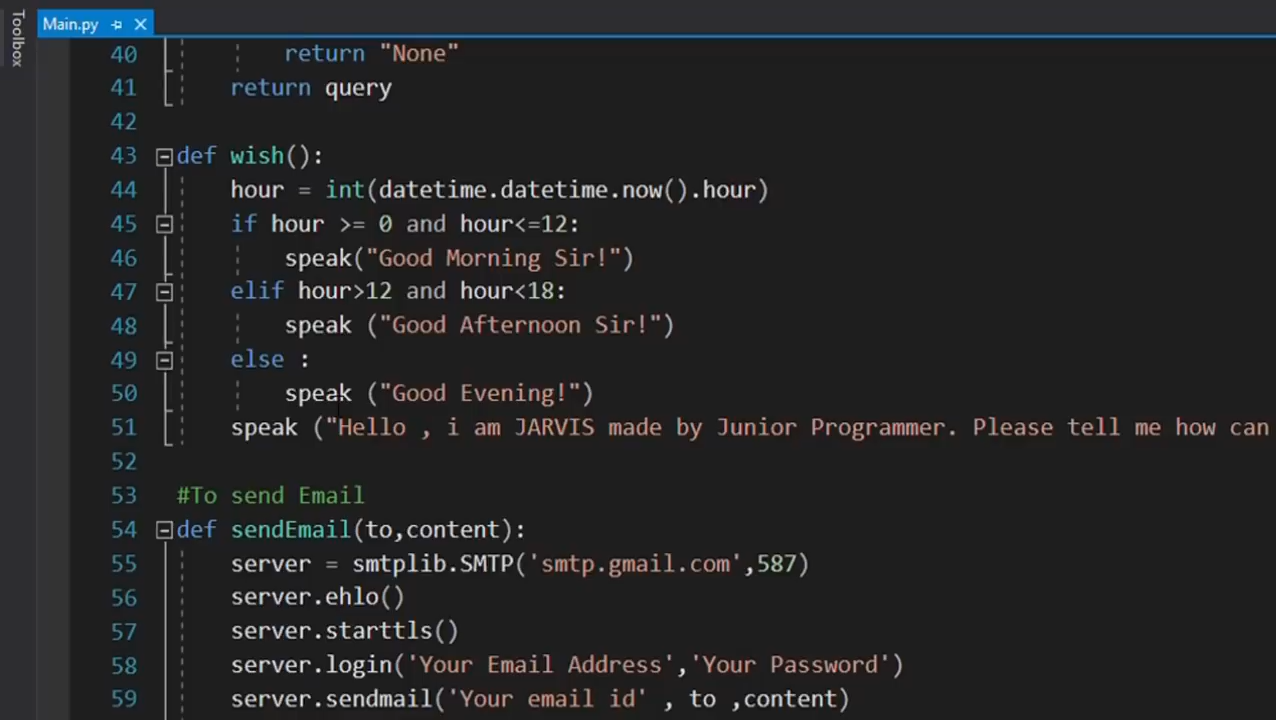 Toolbox
Main.py
40 return "None"
41 return query
42
43 def wish():
44 hour = int(datetime.datetime.now().hour)
45 if hour >= 0 and hour<=12:
46 speak("Good Morning Sir!")
47 elif hour>12 and hour<18:
48 speak ("Good Afternoon Sir!")
49 else :
50 speak ("Good Evening!")
51 speak ("Hello , i am JARVIS made by Junior Programmer. Please tell me how can
52
53 #To send Email
54 def sendEmail(to,content):
55 server = smtplib.SMTP('smtp.gmail.com',587)
56 server.ehlo()
57 server.starttls()
58 server.login('Your Email Address','Your Password')
59 server.sendmail('Your email id' , to ,content)